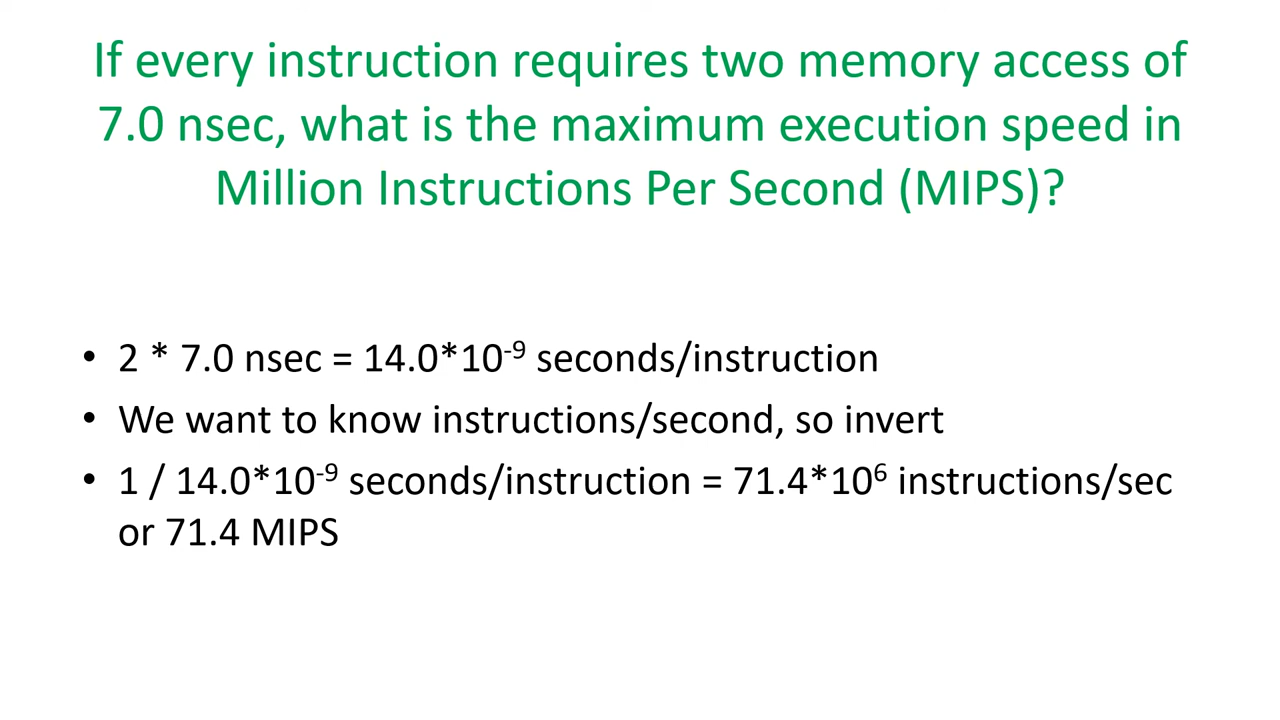 If every instruction requires two memory access of
7.0 nsec, what is the maximum execution speed in
Million Instructions Per Second (MIPS)?
• 2 * 7.0 nsec = 14.0*10⁻⁹ seconds/instruction
• We want to know instructions/second, so invert
• 1 / 14.0*10⁻⁹ seconds/instruction = 71.4*10⁶ instructions/sec
or 71.4 MIPS